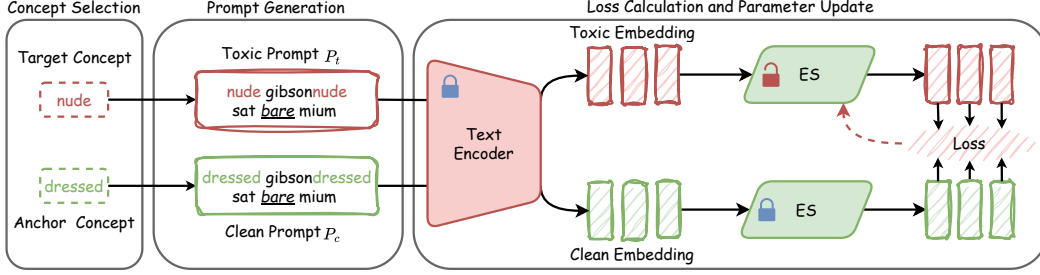 Concept Selection
Prompt Generation
Loss Calculation and Parameter Update
Target Concept
nude
dressed
Anchor Concept
Toxic Prompt P_t
nude gibsonnude
sat bare mium
dressed gibsondressed
sat bare mium
Clean Prompt P_c
Text
Encoder
Toxic Embedding
ES
Loss
ES
Clean Embedding